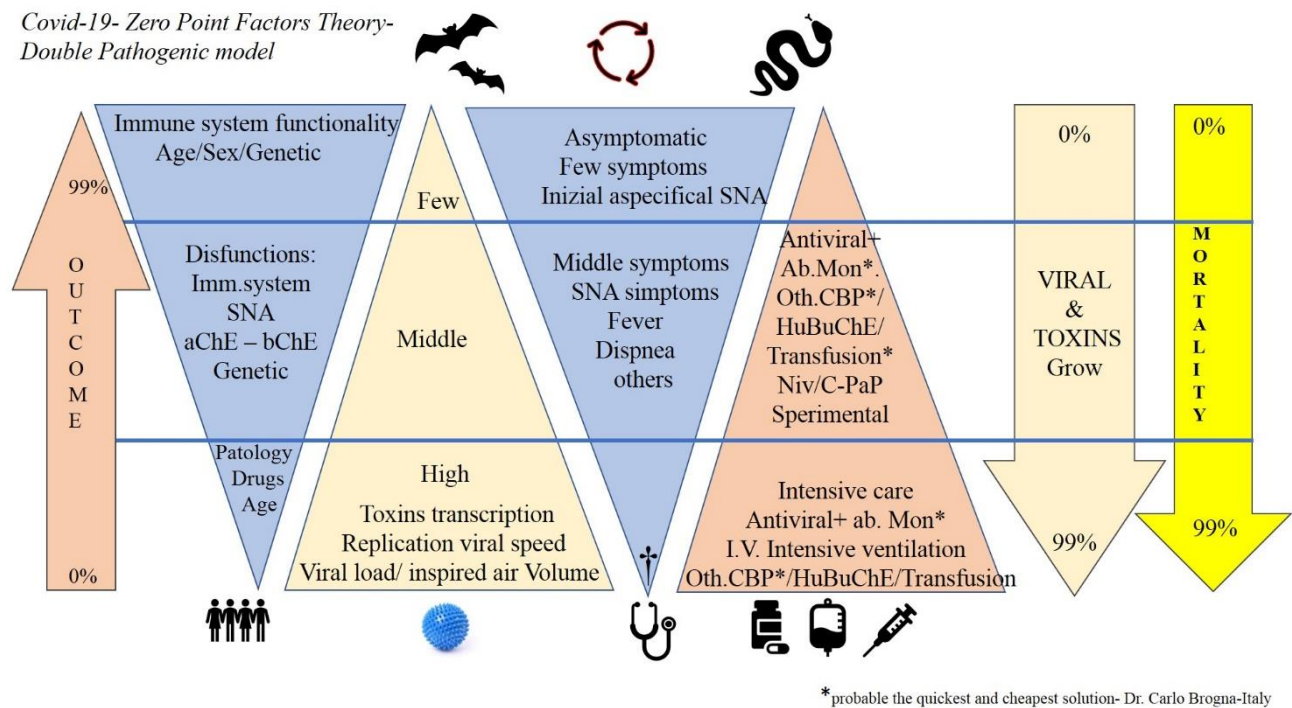 Covid-19- Zero Point Factors Theory-
Double Pathogenic model
99%
OUTCOME
0%
Immune system functionality
Age/Sex/Genetic
Disfunctions:
Imm.system
SNA
aChE – bChE
Genetic
Patology
Drugs
Age
Few
Middle
High
Toxins transcription
Replication viral speed
Viral load/ inspired air Volume
Asymptomatic
Few symptoms
Inizial aspecifical SNA
Middle symptoms
SNA simptoms
Fever
Dispnea
others
†
Antiviral+
Ab.Mon*.
Oth.CBP*/
HuBuChE/
Transfusion*
Niv/C-PaP
Sperimental
Intensive care
Antiviral+ ab. Mon*
I.V. Intensive ventilation
Oth.CBP*/HuBuChE/Transfusion
0%
VIRAL
&
TOXINS
Grow
99%
0%
MORTALITY
99%
*probable the quickest and cheapest solution- Dr. Carlo Brogna-Italy